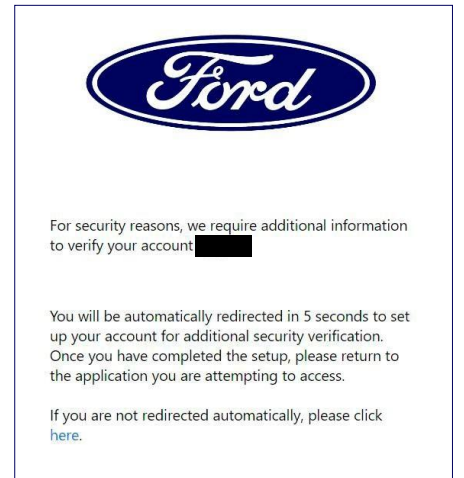 Ford
For security reasons, we require additional information
to verify your account
You will be automatically redirected in 5 seconds to set
up your account for additional security verification.
Once you have completed the setup, please return to
the application you are attempting to access.
If you are not redirected automatically, please click
here.